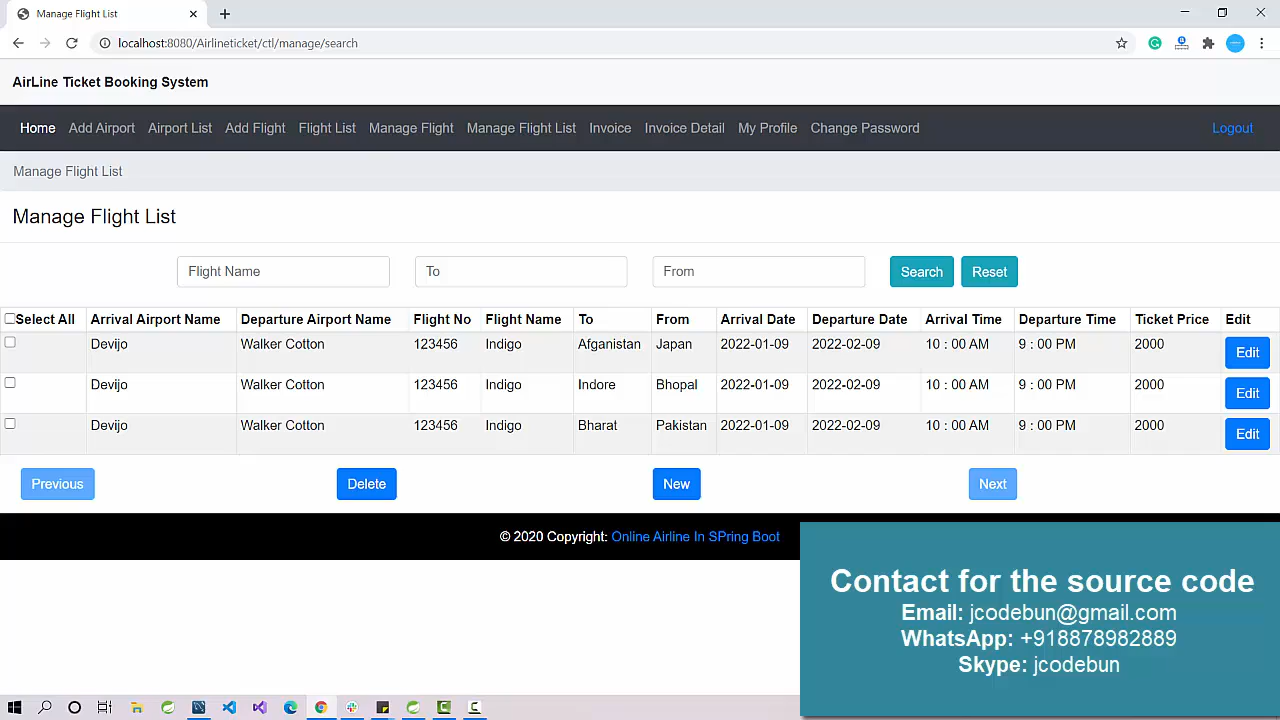 Manage Flight List
localhost:8080/Airlineticket/ctl/manage/search
AirLine Ticket Booking System
Home Add Airport Airport List Add Flight Flight List Manage Flight Manage Flight List Invoice Invoice Detail My Profile Change Password Logout
Manage Flight List
Manage Flight List
Flight Name To From Search Reset
Select All Arrival Airport Name Departure Airport Name Flight No Flight Name To From Arrival Date Departure Date Arrival Time Departure Time Ticket Price Edit
Devijo Walker Cotton 123456 Indigo Afganistan Japan 2022-01-09 2022-02-09 10 : 00 AM 9 : 00 PM 2000 Edit
Devijo Walker Cotton 123456 Indigo Indore Bhopal 2022-01-09 2022-02-09 10 : 00 AM 9 : 00 PM 2000 Edit
Devijo Walker Cotton 123456 Indigo Bharat Pakistan 2022-01-09 2022-02-09 10 : 00 AM 9 : 00 PM 2000 Edit
Previous Delete New Next
© 2020 Copyright: Online Airline In SPring Boot
Contact for the source code
Email: jcodebun@gmail.com
WhatsApp: +918878982889
Skype: jcodebun